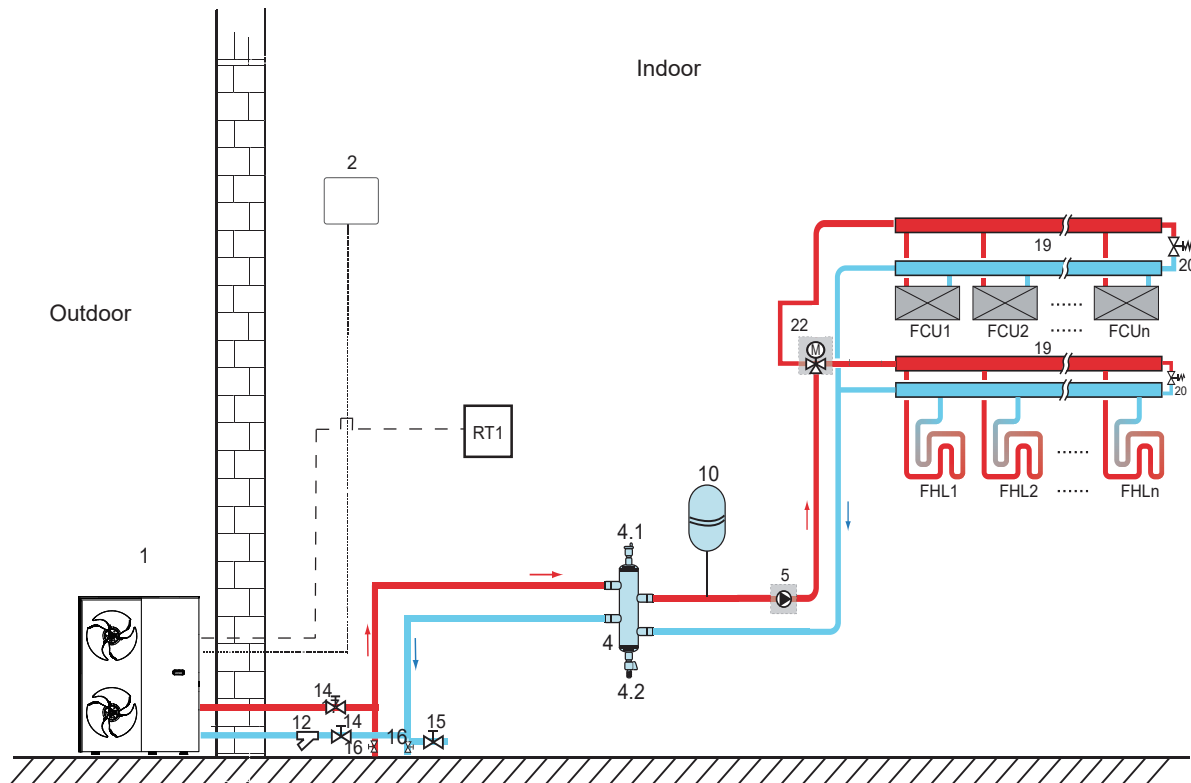 Indoor
2
19
20
Outdoor
FCU1 FCU2 ...... FCUn
......
22
M
19
20
RT1
......
FHL1 FHL2 ...... FHLn
10
4.1
1
5
4
4.2
14
12 14 16 15
16